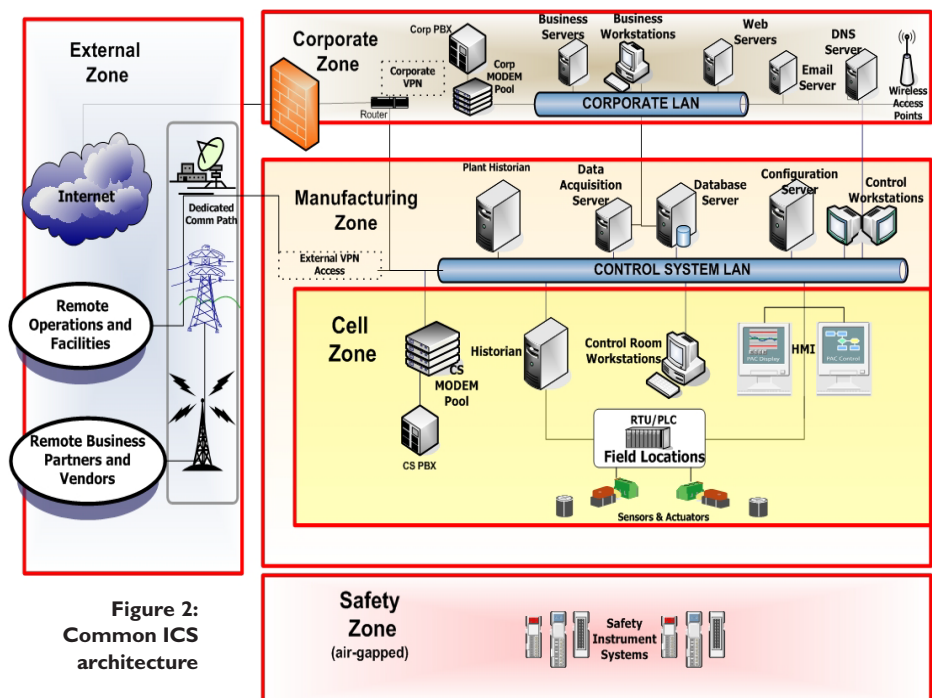 External
Zone
Internet
Dedicated
Comm Path
Remote
Operations and
Facilities
Remote Business
Partners and
Vendors
Corporate
Zone
Corp PBX
Corporate
VPN
Router
Corp
MODEM
Pool
Business
Servers
Business
Workstations
Web
Servers
Email
Server
DNS
Server
Wireless
Access
Points
CORPORATE LAN
Manufacturing
Zone
Plant Historian
Data
Acquisition
Server
Database
Server
Configuration
Server
Control
Workstations
External VPN
Access
CONTROL SYSTEM LAN
Cell
Zone
CS
MODEM
Pool
CS PBX
Historian
Control Room
Workstations
PAC Display
HMI
PAC Control
RTU/PLC
Field Locations
Sensors & Actuators
Figure 2:
Common ICS
architecture
Safety
Zone
(air-gapped)
Safety
Instrument
Systems